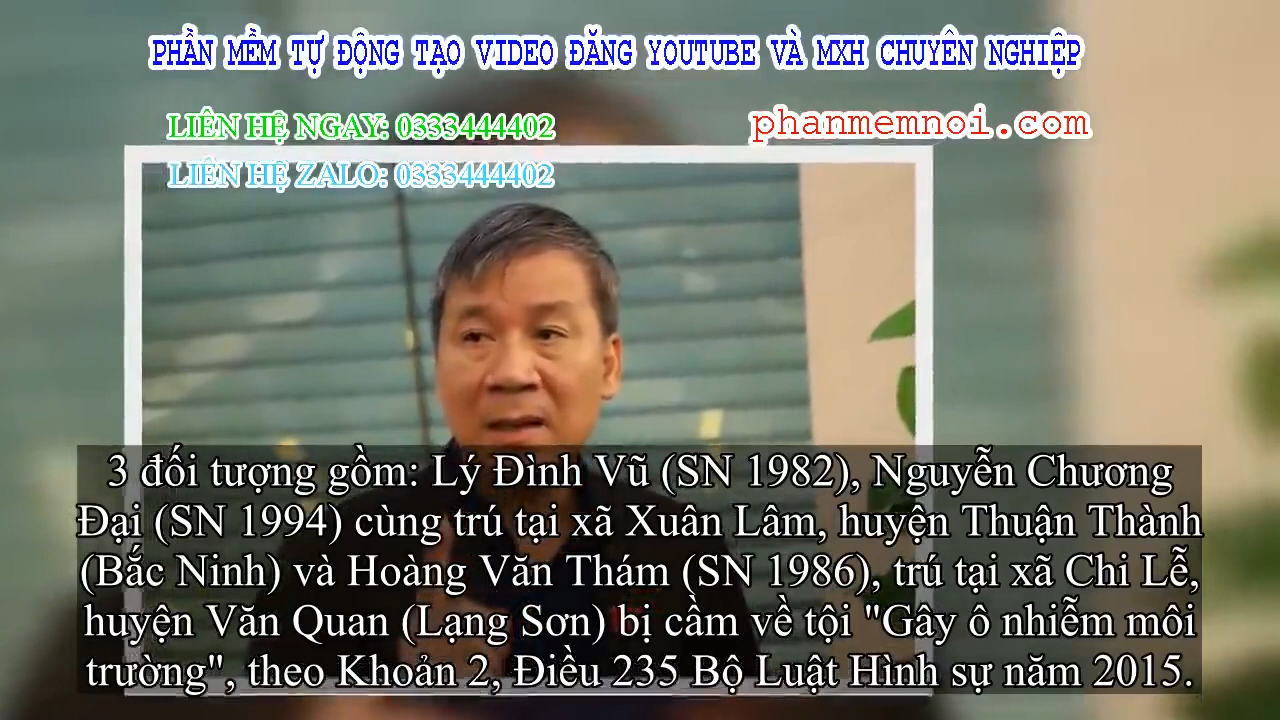 PHẦN MỀM TỰ ĐỘNG TẠO VIDEO ĐĂNG YOUTUBE VÀ MXH CHUYÊN NGHIỆP
LIÊN HỆ NGAY: 0333444402
phanmemnoi.com
LIÊN HỆ ZALO: 0333444402
3 đối tượng gồm: Lý Đình Vũ (SN 1982), Nguyễn Chương
Đại (SN 1994) cùng trú tại xã Xuân Lâm, huyện Thuận Thành
(Bắc Ninh) và Hoàng Văn Thám (SN 1986), trú tại xã Chi Lễ,
huyện Văn Quan (Lạng Sơn) bị cầm về tội "Gây ô nhiễm môi
trường", theo Khoản 2, Điều 235 Bộ Luật Hình sự năm 2015.